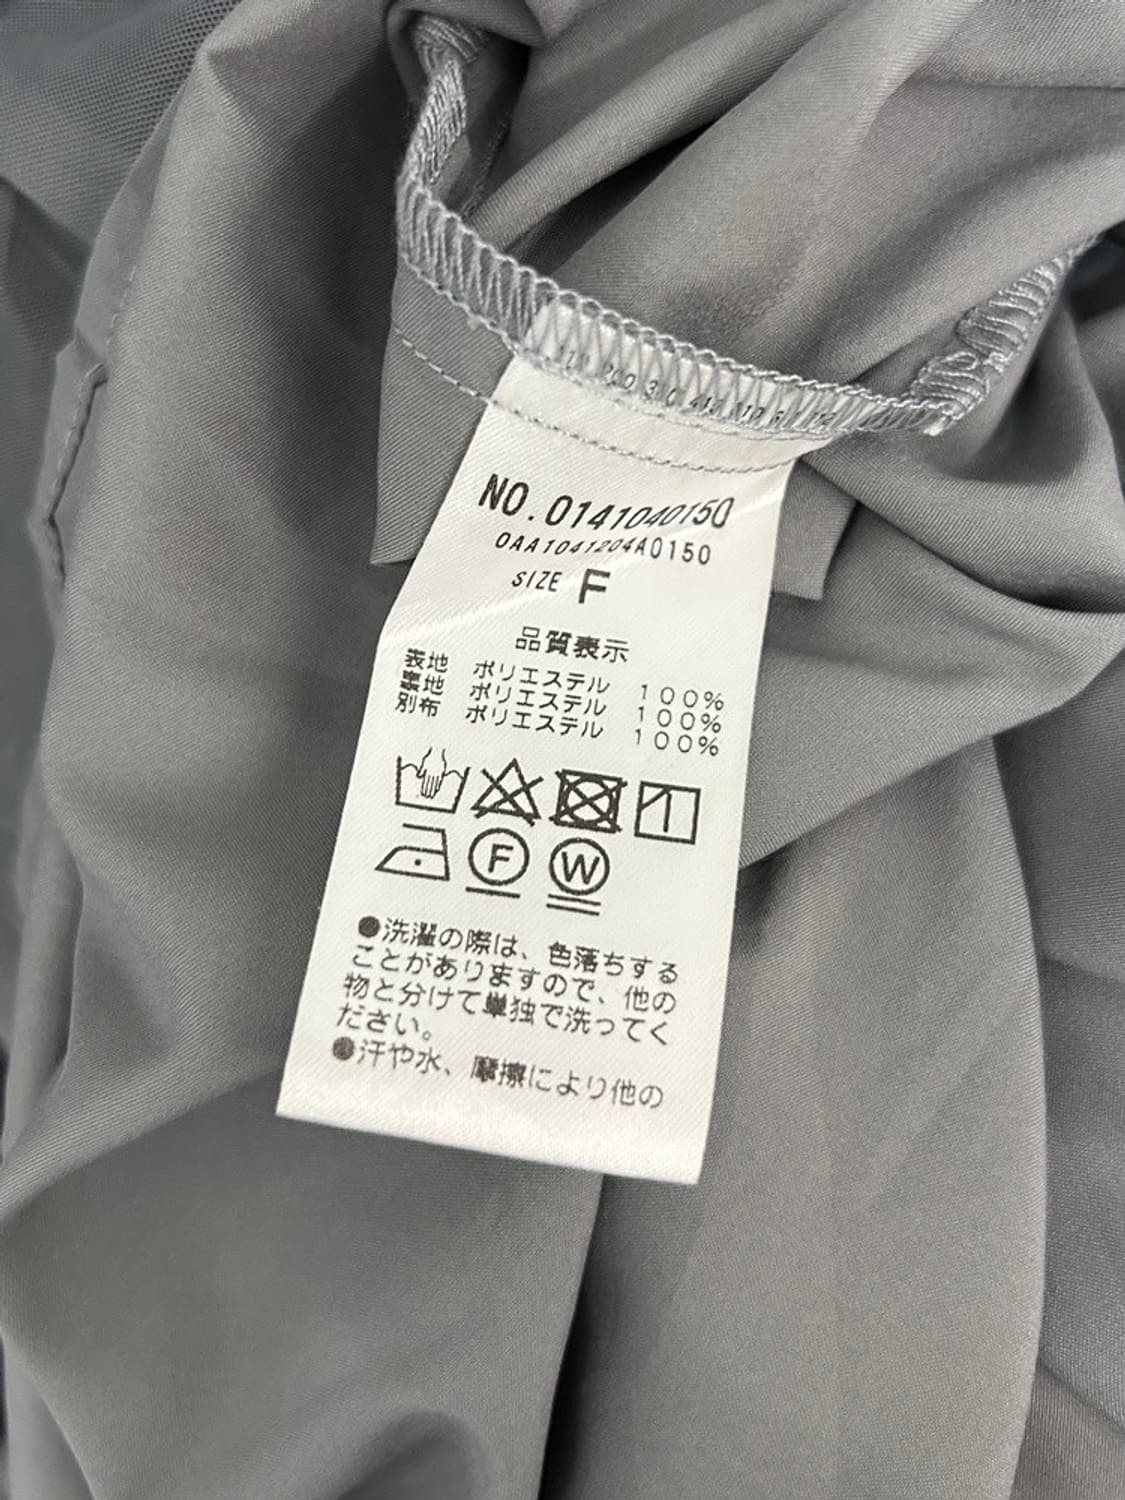 NO.0141040150
0AA1041204A0150
SIZE F
品質表示
表地 ポリエステル 100%
裏地 ポリエステル 100%
別布 ポリエステル 100%
F W
●洗濯の際は、色落ちする
ことがありますので、他の
物と分けて単独で洗ってく
ださい。
●汗や水、摩擦により他の